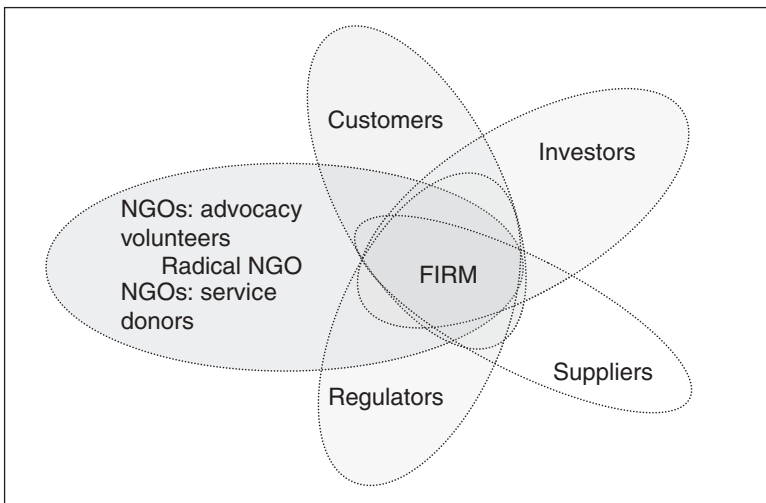 Customers
Investors
NGOs: advocacy
volunteers
Radical NGO
NGOs: service
donors
FIRM
Suppliers
Regulators